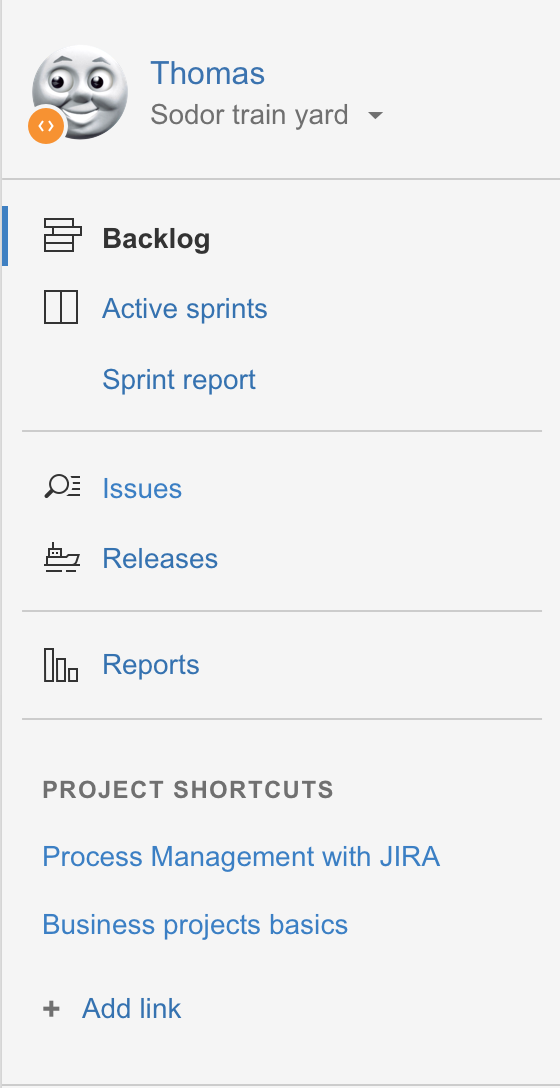 Thomas
Sodor train yard
Backlog
Active sprints
Sprint report
Issues
Releases
Reports
PROJECT SHORTCUTS
Process Management with JIRA
Business projects basics
+ Add link